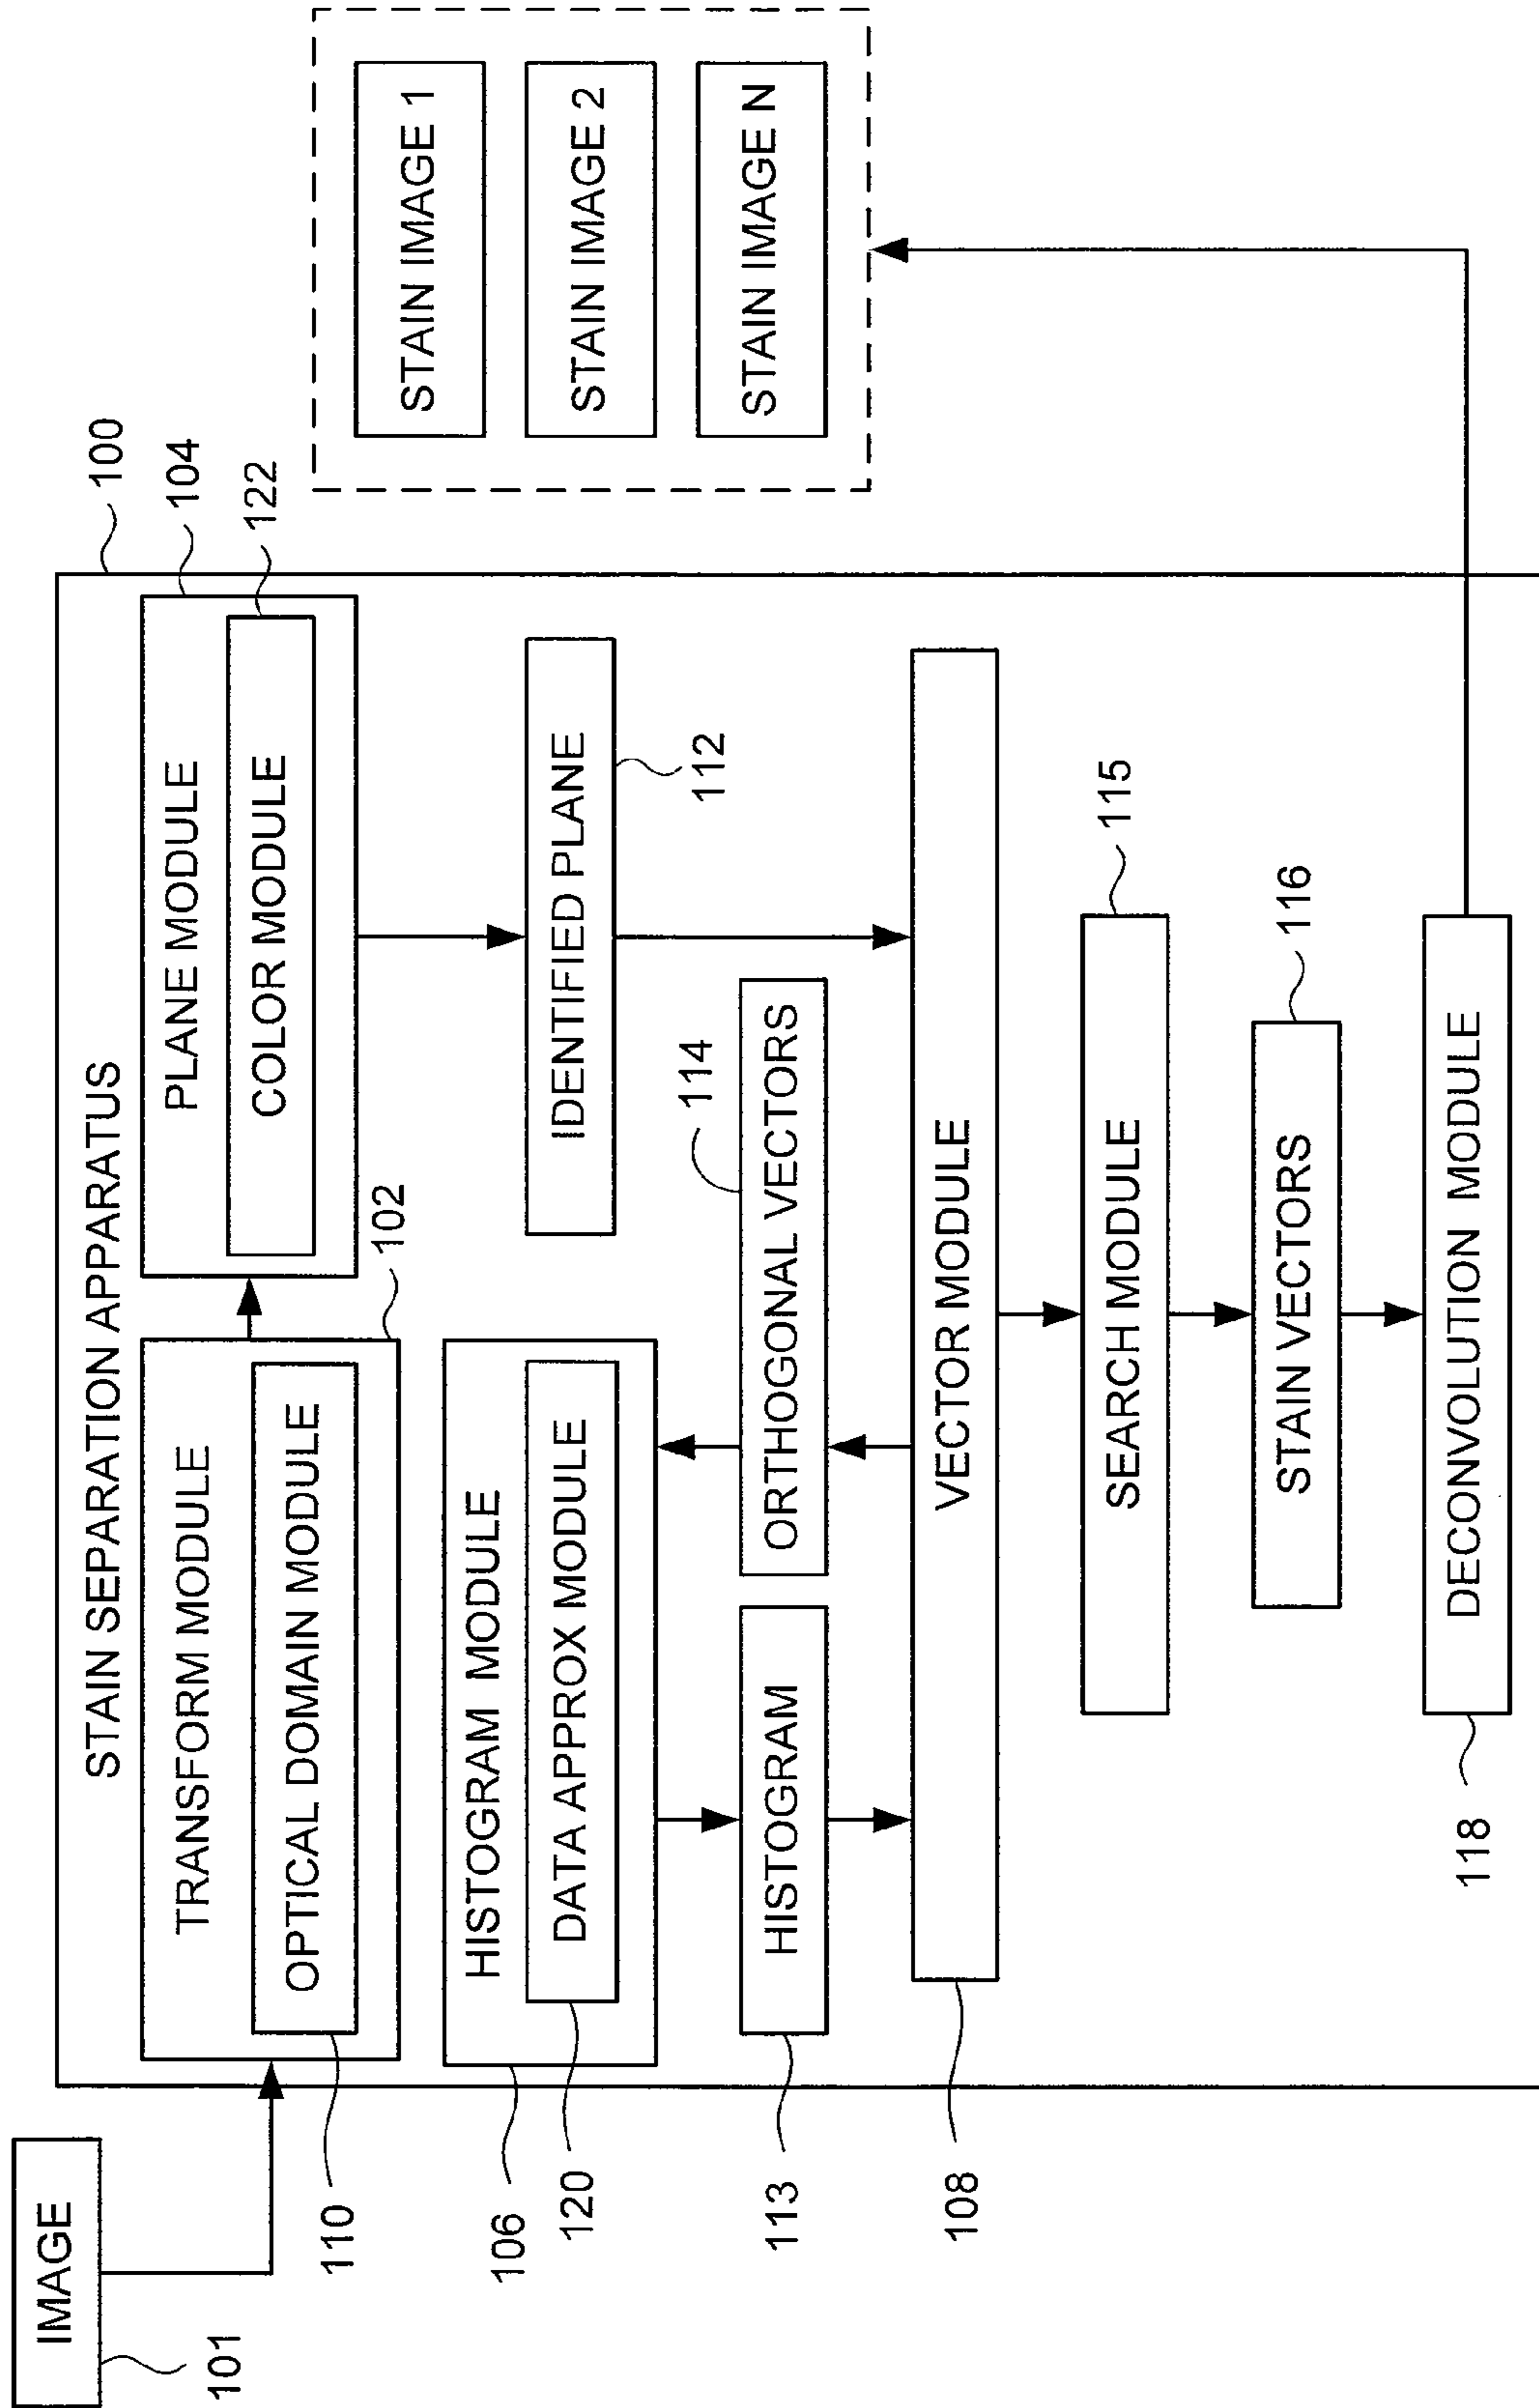 IMAGE
101
STAIN SEPARATION APPARATUS
100
TRANSFORM MODULE
102
OPTICAL DOMAIN MODULE
110
PLANE MODULE
104
COLOR MODULE
122
HISTOGRAM MODULE
106
DATA APPROX MODULE
120
IDENTIFIED PLANE
112
HISTOGRAM
113
ORTHOGONAL VECTORS
114
VECTOR MODULE
108
SEARCH MODULE
115
STAIN VECTORS
116
DECONVOLUTION MODULE
118
STAIN IMAGE 1
STAIN IMAGE 2
STAIN IMAGE N